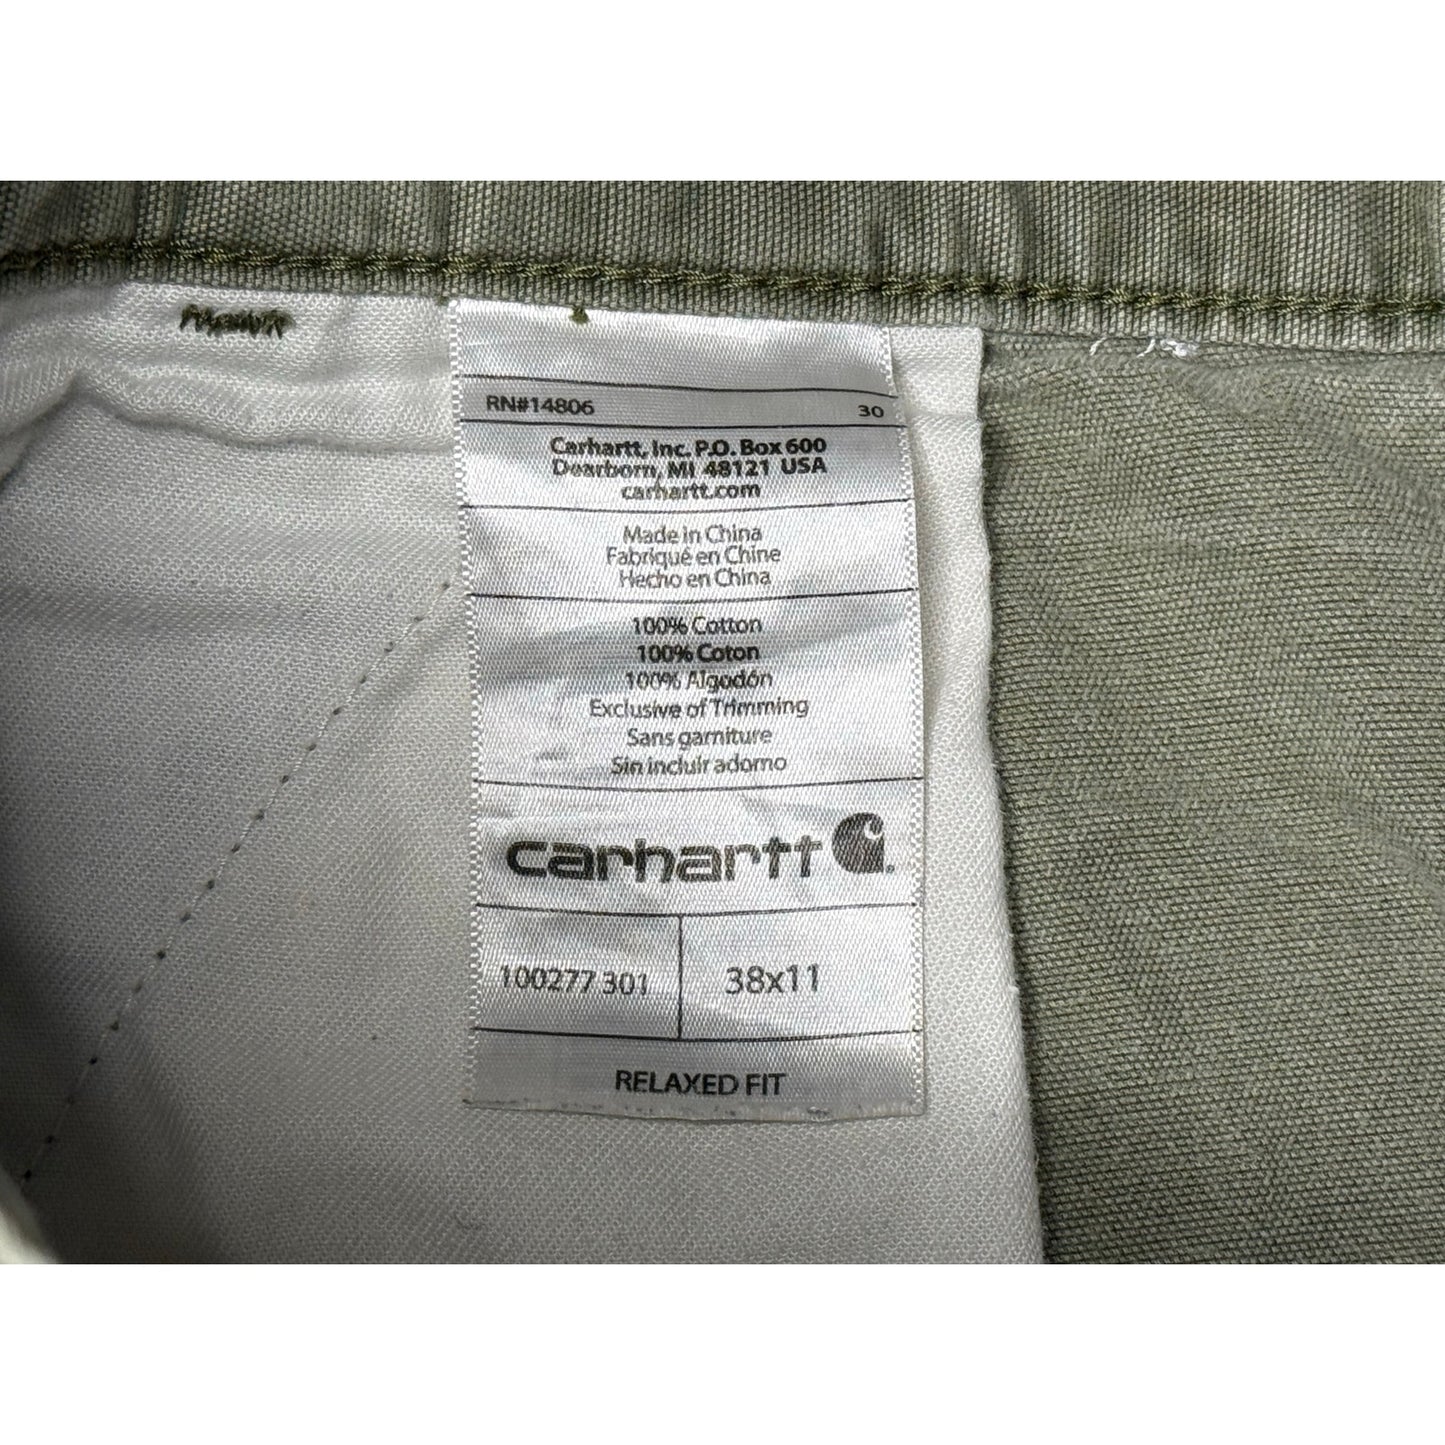 RN#14806 30
Carhartt, Inc. P.O. Box 600
Dearborn, MI 48121 USA
carhartt.com
Made in China
Fabriqué en Chine
Hecho en China
100% Cotton
100% Coton
100% Algodón
Exclusive of Trimming
Sans garniture
Sin incluir adorno
carhartt
100277 301 38x11
RELAXED FIT